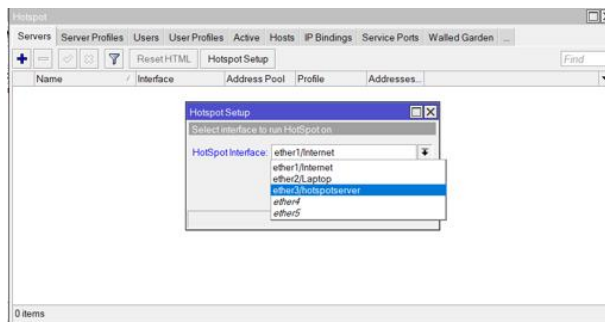 Hotspot
Servers Server Profiles Users User Profiles Active Hosts IP Bindings Service Ports Walled Garden ...
Reset HTML Hotspot Setup Find
Name Interface Address Pool Profile Addresses...
Hotspot Setup
Select interface to run HotSpot on
HotSpot Interface: ether1/Internet
ether1/Internet
ether2/Laptop
ether3/hotspotserver
ether4
ether5
0 items